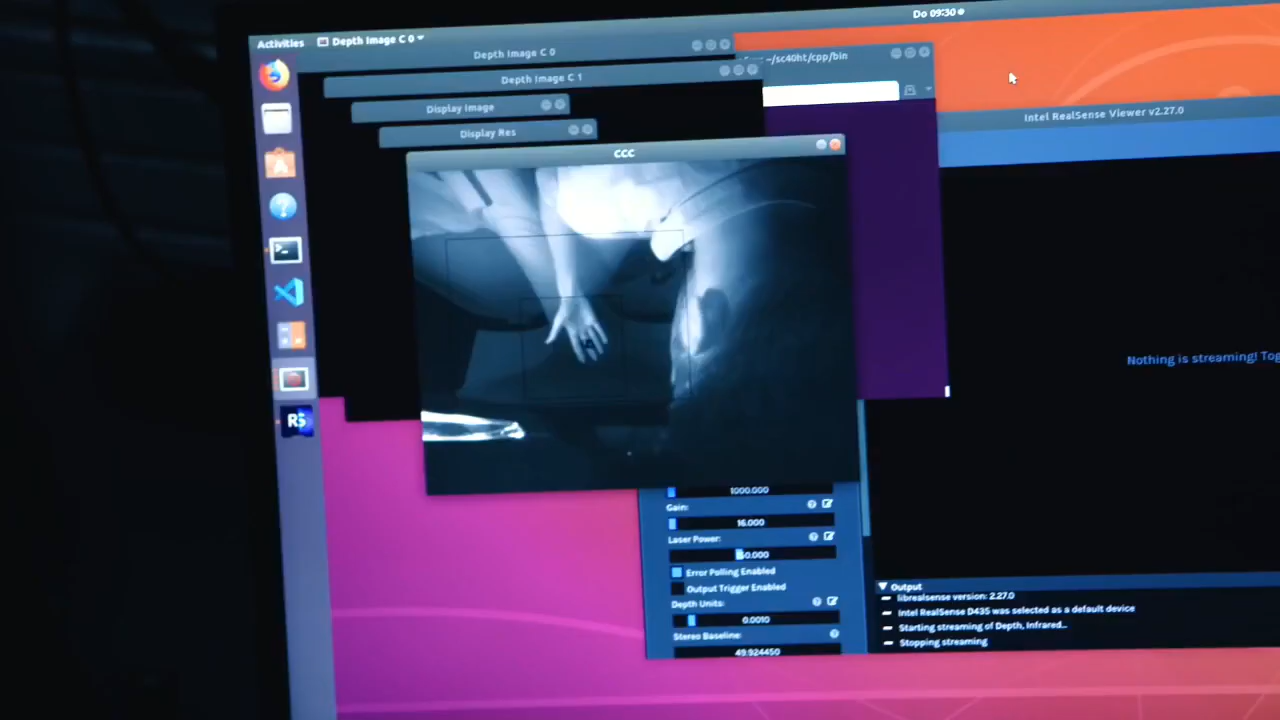 Do 09:30
Activities
Depth Image C 0
Depth Image C 0
~/sc40ht/cpp/bin
Depth Image C 1
Display Image
Display Res
CCC
Intel RealSense Viewer v2.27.0
Nothing is streaming! Tog
RS
1000.000
Gain:
16.000
Laser Power:
Error Polling Enabled
Output Trigger Enabled
Depth Units:
0.0010
Stereo Baseline:
49.924450
Output
librealsense version: 2.27.0
Intel RealSense D435 was selected as a default device
Starting streaming of Depth, Infrared...
Stopping streaming